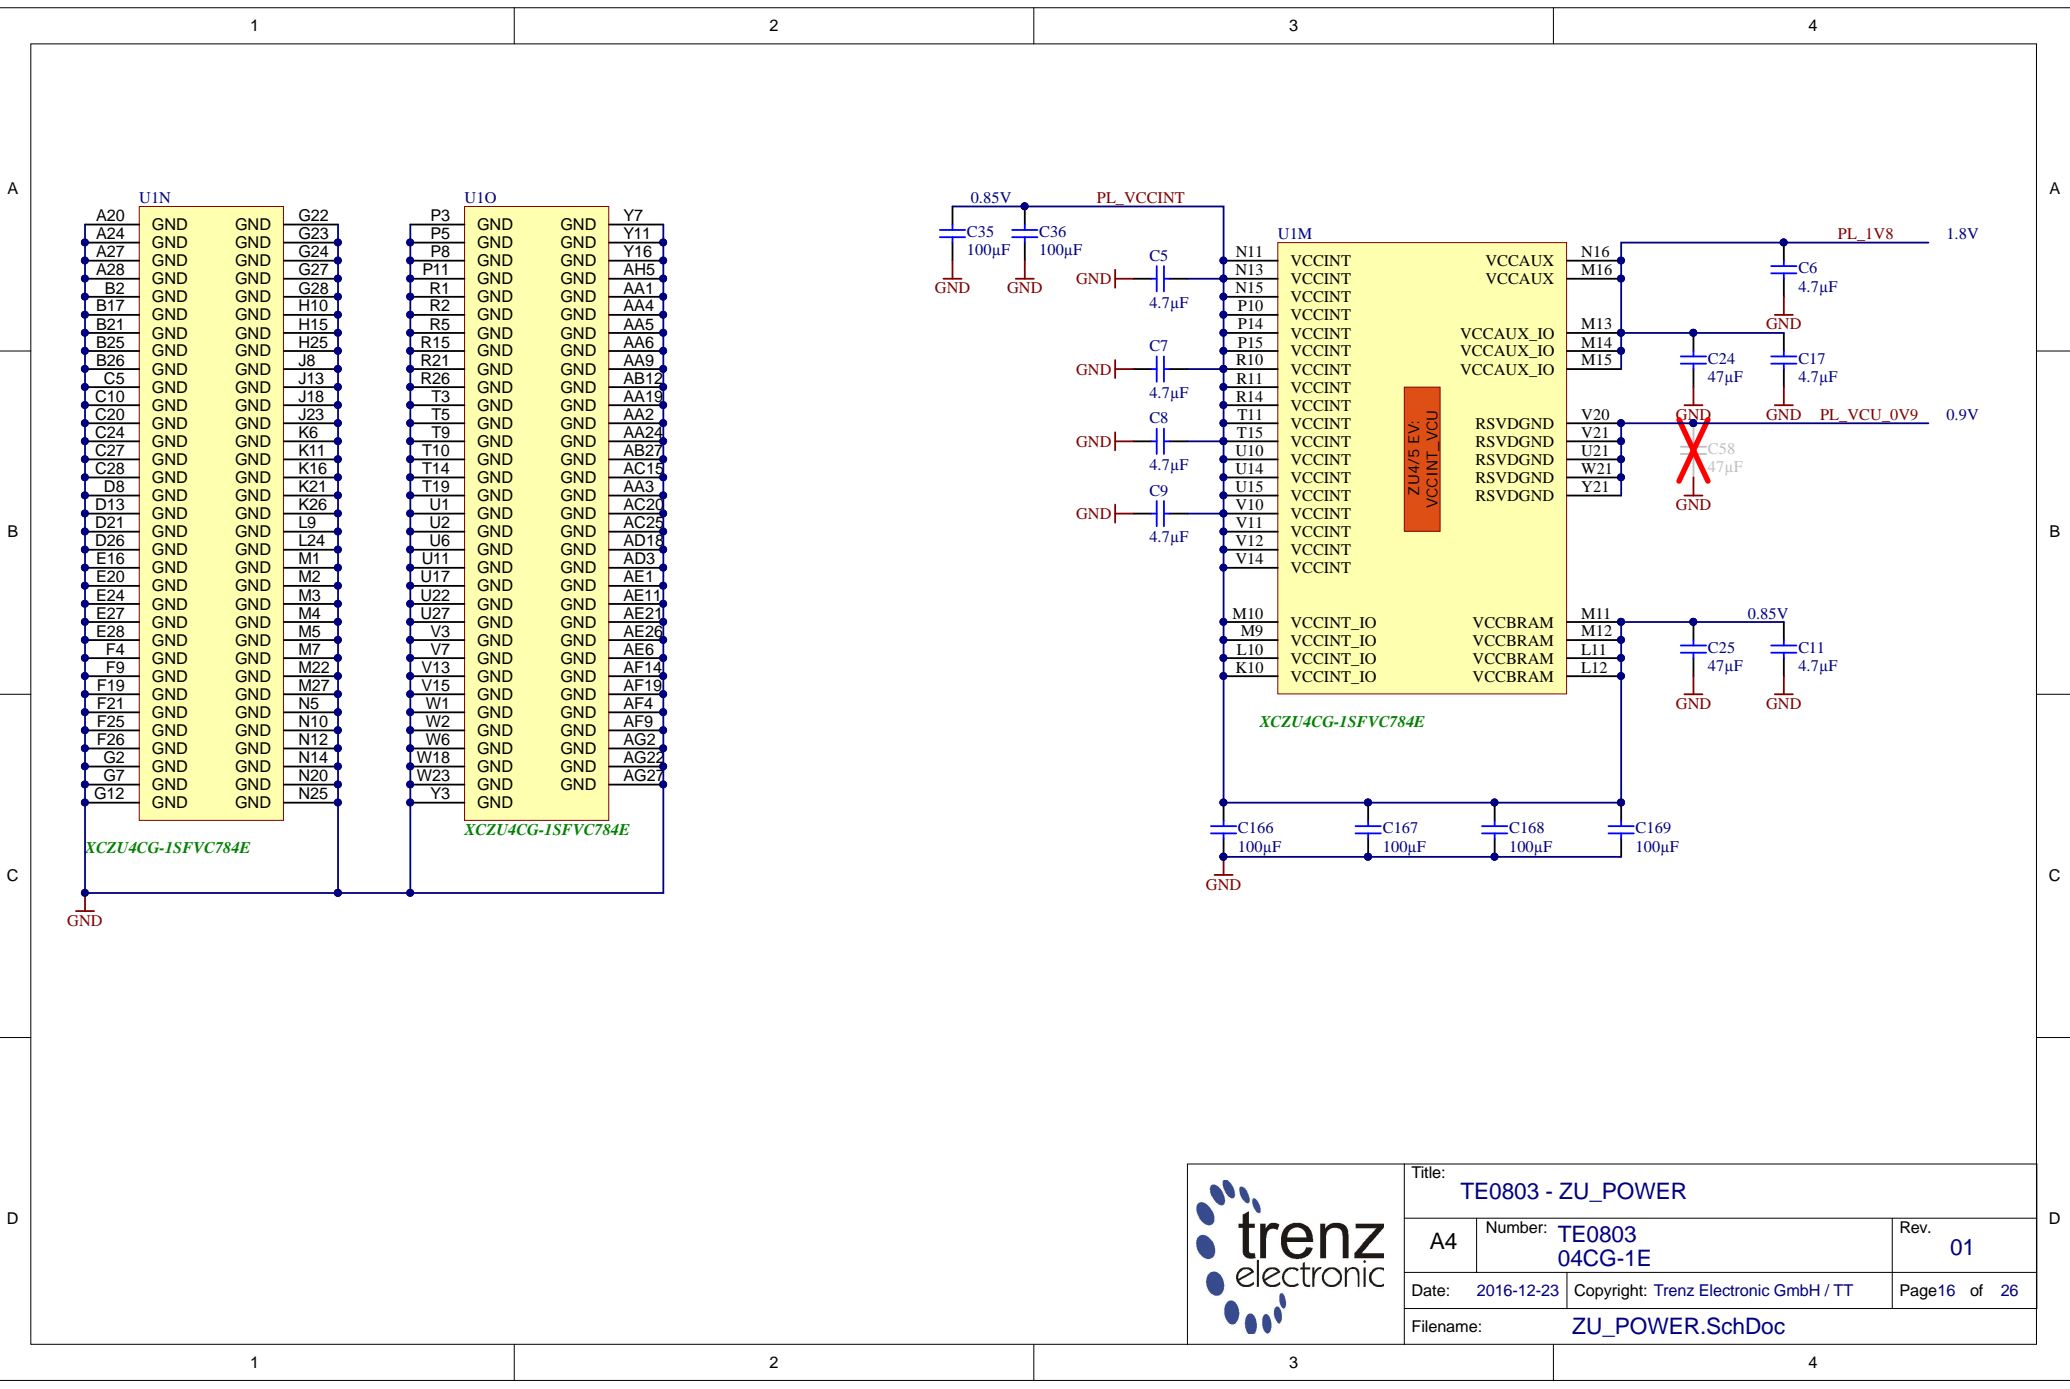 1 2 3 4
A A
B B
C C
D D
U1N
A20 GND GND G22
A24 GND GND G23
A27 GND GND G24
A28 GND GND G27
B2 GND GND G28
B17 GND GND H10
B21 GND GND H15
B25 GND GND H25
B26 GND GND J8
C5 GND GND J13
C10 GND GND J18
C20 GND GND J23
C24 GND GND K6
C27 GND GND K11
C28 GND GND K16
D8 GND GND K21
D13 GND GND K26
D21 GND GND L9
D26 GND GND L24
E16 GND GND M1
E20 GND GND M2
E24 GND GND M3
E27 GND GND M4
E28 GND GND M5
F4 GND GND M7
F9 GND GND M22
F19 GND GND M27
F21 GND GND N5
F25 GND GND N10
F26 GND GND N12
G2 GND GND N14
G7 GND GND N20
G12 GND GND N25
XCZU4CG-1SFVC784E
GND
U1O
P3 GND GND Y7
P5 GND GND Y11
P8 GND GND Y16
P11 GND GND AH5
R1 GND GND AA1
R2 GND GND AA4
R5 GND GND AA5
R15 GND GND AA6
R21 GND GND AA9
R26 GND GND AB12
T3 GND GND AA19
T5 GND GND AA2
T9 GND GND AA24
T10 GND GND AB27
T14 GND GND AC15
T19 GND GND AA3
U1 GND GND AC20
U2 GND GND AC25
U6 GND GND AD18
U11 GND GND AD3
U17 GND GND AE1
U22 GND GND AE11
U27 GND GND AE21
V3 GND GND AE26
V7 GND GND AE6
V13 GND GND AF14
V15 GND GND AF19
W1 GND GND AF4
W2 GND GND AF9
W6 GND GND AG2
W18 GND GND AG22
W23 GND GND AG27
Y3 GND
XCZU4CG-1SFVC784E
0.85V PL_VCCINT
C35 C36
100µF 100µF
GND GND
C5
GND
4.7µF
C7
GND
4.7µF
C8
GND
4.7µF
C9
GND
4.7µF
U1M
N11 VCCINT VCCAUX N16
N13 VCCINT VCCAUX M16
N15 VCCINT
P10 VCCINT
P14 VCCINT VCCAUX_IO M13
P15 VCCINT VCCAUX_IO M14
R10 VCCINT VCCAUX_IO M15
R11 VCCINT
R14 VCCINT
T11 VCCINT RSVDGND V20
T15 VCCINT RSVDGND V21
U10 VCCINT RSVDGND U21
U14 VCCINT RSVDGND W21
U15 VCCINT RSVDGND Y21
V10 VCCINT
V11 VCCINT
V12 VCCINT
V14 VCCINT
M10 VCCINT_IO VCCBRAM M11
M9 VCCINT_IO VCCBRAM M12
L10 VCCINT_IO VCCBRAM L11
K10 VCCINT_IO VCCBRAM L12
ZU4/5 EV:
VCCINT_VCU
XCZU4CG-1SFVC784E
PL_1V8 1.8V
C6
4.7µF
GND
C24 C17
47µF 4.7µF
GND GND
PL_VCU_0V9 0.9V
C58
47µF
GND
0.85V
C25 C11
47µF 4.7µF
GND GND
C166 C167 C168 C169
100µF 100µF 100µF 100µF
GND
trenz
electronic
Title:
TE0803 - ZU_POWER
A4
Number: TE0803
04CG-1E
Rev.
01
Date: 2016-12-23 Copyright: Trenz Electronic GmbH / TT Page16 of 26
Filename: ZU_POWER.SchDoc
1 2 3 4